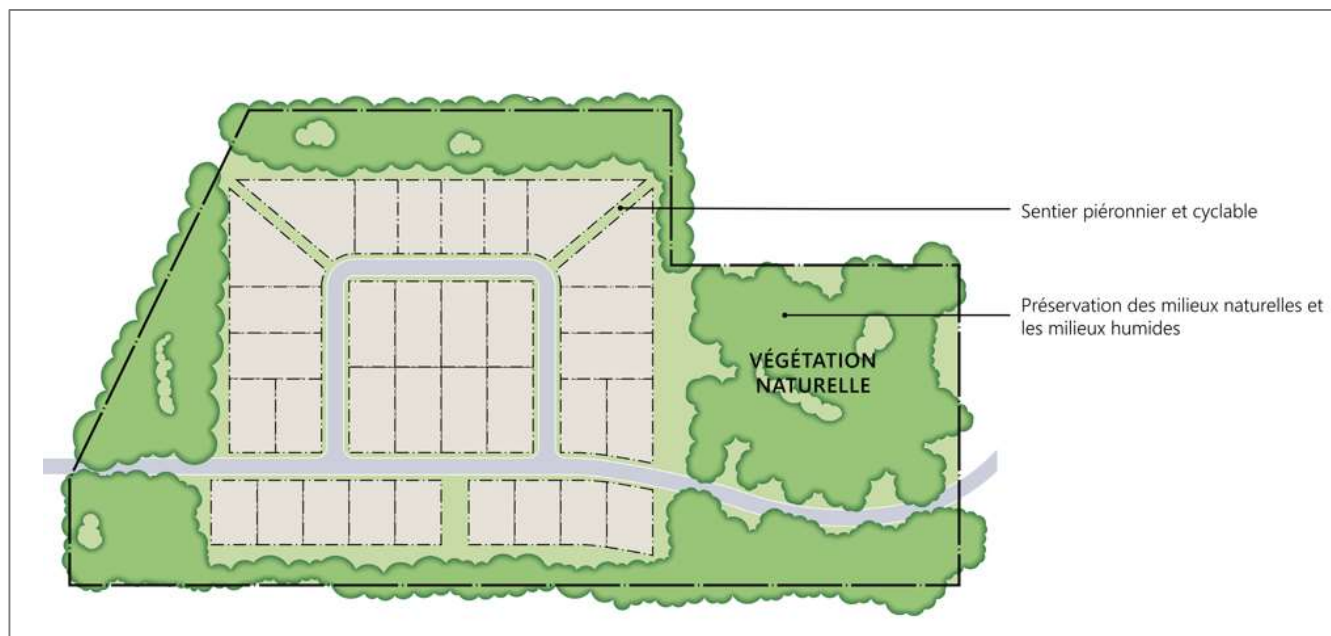 Sentier piéronnier et cyclable
Préservation des milieux naturelles et
les milieux humides
VÉGÉTATION
NATURELLE